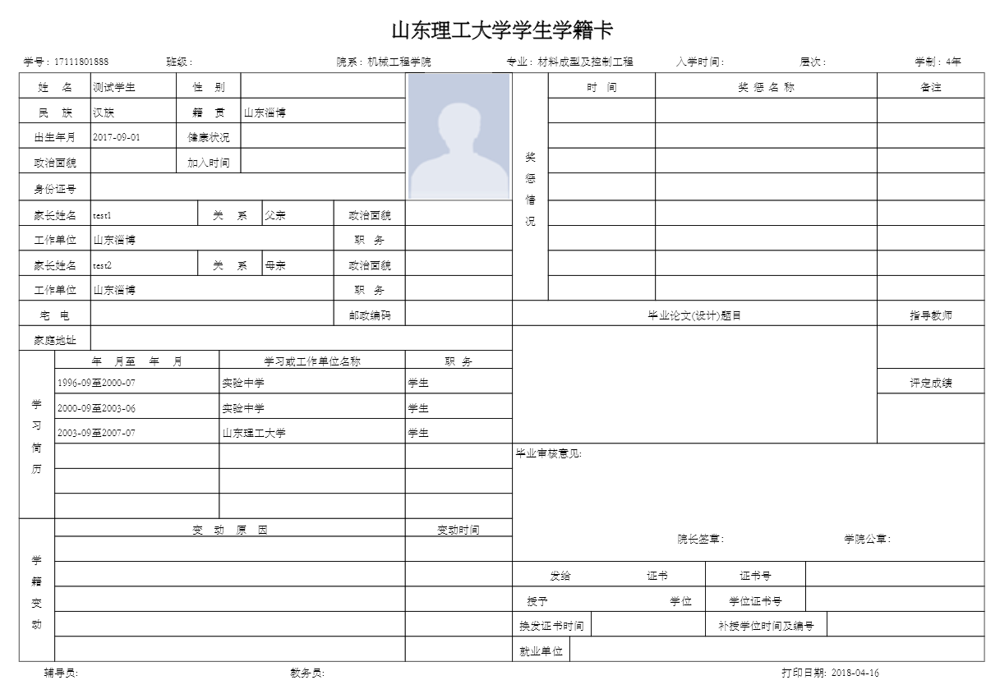 山东理工大学学生学籍卡
学号: 17111801888 班级: 院系: 机械工程学院 专业: 材料成型及控制工程 入学时间: 层次: 学制: 4年
姓 名 测试学生 性 别 时 间 奖 惩 名 称 备注
民 族 汉族 籍 贯 山东淄博
出生年月 2017-09-01 健康状况
政治面貌 加入时间
奖惩情况
身份证号
家长姓名 test1 关 系 父亲 政治面貌
工作单位 山东淄博 职 务
家长姓名 test2 关 系 母亲 政治面貌
工作单位 山东淄博 职 务
宅 电 邮政编码 毕业论文(设计)题目 指导教师
家庭地址
年 月至 年 月 学习或工作单位名称 职 务
1996-09至2000-07 实验中学 学生 评定成绩
学习简历
2000-09至2003-06 实验中学 学生
2003-09至2007-07 山东理工大学 学生
毕业审核意见:
变 动 原 因 变动时间
院长签章: 学院公章:
学籍变动
发给 证书 证书号
授予 学位 学位证书号
换发证书时间 补授学位时间及编号
就业单位
辅导员: 教务员: 打印日期: 2018-04-16